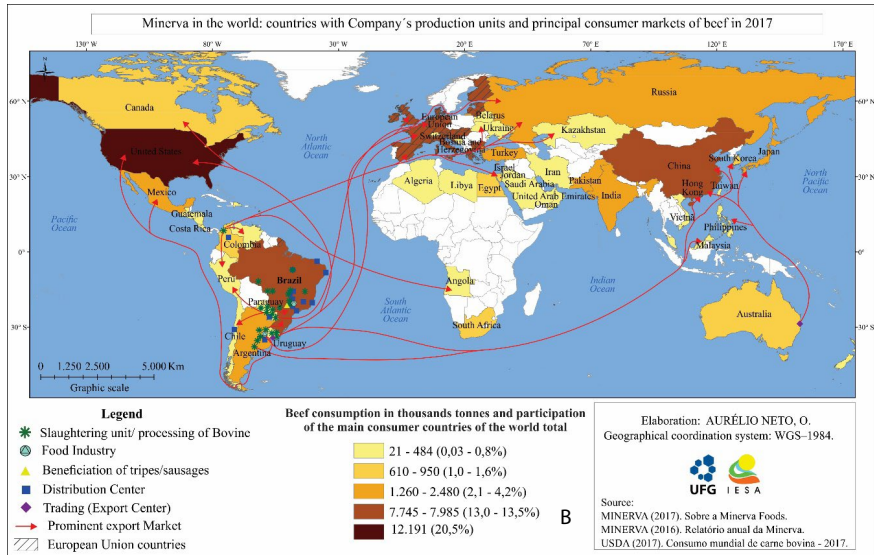 Minerva in the world: countries with Company´s production units and principal consumer markets of beef in 2017
130° W
80° W
20° E
60° E
120° E
170° E
60° N
30° N
0°
30° S
60° N
30° N
0°
30° S
Canada
United States
Mexico
Guatemala
Costa Rica
Colombia
Peru
Brazil
Paraguay
Chile
Argentina
Uruguay
North
Atlantic
Ocean
Pacific
Ocean
South
Atlantic
Ocean
Indian
Ocean
North
Pacific
Ocean
European
Union
Switzerland
Bosnia and
Herzegovina
Belarus
Ukraine
Russia
Kazakhstan
Turkey
Israel
Jordan
Iran
Saudi Arabia
United Arab Emirates
Oman
Pakistan
India
Algeria
Libya
Egypt
Angola
South Africa
China
South Korea
Japan
Hong
Kong
Taiwan
Vietnã
Philippines
Malaysia
Australia
0 1.250 2.500 5.000 Km
Graphic scale
Legend
Slaughtering unit/ processing of Bovine
Food Industry
Beneficiation of tripes/sausages
Distribution Center
Trading (Export Center)
Prominent export Market
European Union countries
Beef consumption in thousands tonnes and participation
of the main consumer countries of the world total
21 - 484 (0,03 - 0,8%)
610 - 950 (1,0 - 1,6%)
1.260 - 2.480 (2,1 - 4,2%)
7.745 - 7.985 (13,0 - 13,5%)
12.191 (20,5%)
B
Elaboration: AURÉLIO NETO, O.
Geographical coordination system: WGS–1984.
UFG
IESA
Source:
MINERVA (2017). Sobre a Minerva Foods.
MINERVA (2016). Relatório anual da Minerva.
USDA (2017). Consumo mundial de carne bovina - 2017.